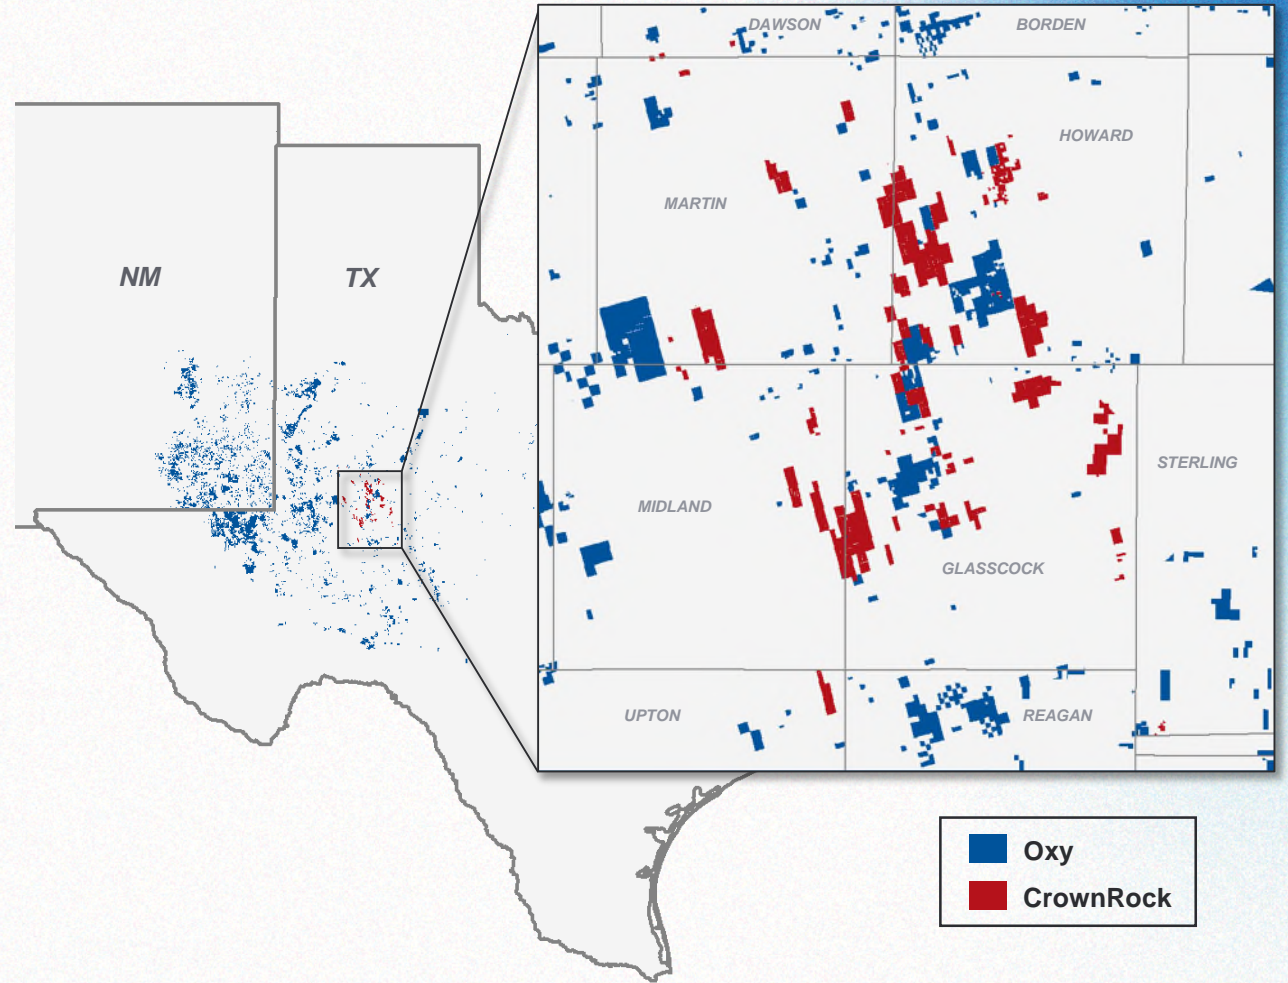 DAWSON
BORDEN
HOWARD
MARTIN
NM
TX
STERLING
MIDLAND
GLASSCOCK
UPTON
REAGAN
Oxy
CrownRock